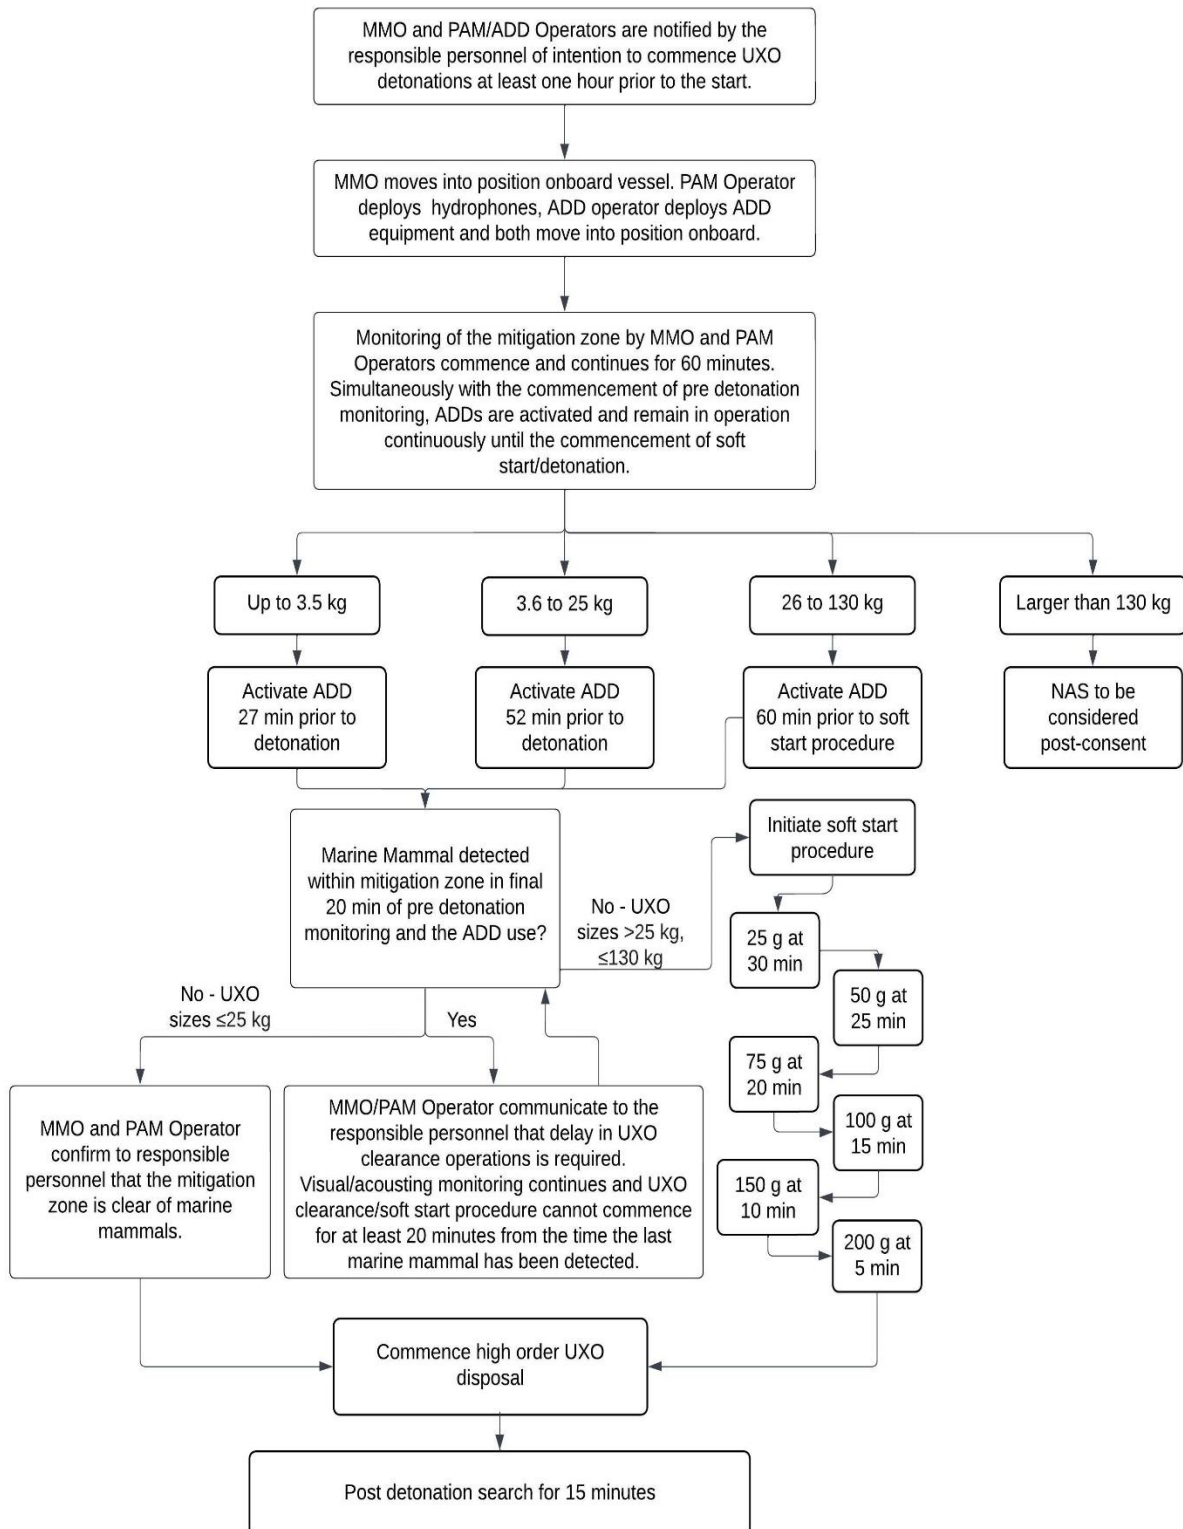 MMO and PAM/ADD Operators are notified by the
responsible personnel of intention to commence UXO
detonations at least one hour prior to the start.
MMO moves into position onboard vessel. PAM Operator
deploys hydrophones, ADD operator deploys ADD
equipment and both move into position onboard.
Monitoring of the mitigation zone by MMO and PAM
Operators commence and continues for 60 minutes.
Simultaneously with the commencement of pre detonation
monitoring, ADDs are activated and remain in operation
continuously until the commencement of soft
start/detonation.
Up to 3.5 kg
3.6 to 25 kg
26 to 130 kg
Larger than 130 kg
Activate ADD
27 min prior to
detonation
Activate ADD
52 min prior to
detonation
Activate ADD
60 min prior to soft
start procedure
NAS to be
considered
post-consent
Marine Mammal detected
within mitigation zone in final
20 min of pre detonation
monitoring and the ADD use?
No - UXO
sizes >25 kg,
≤130 kg
Initiate soft start
procedure
25 g at
30 min
50 g at
25 min
75 g at
20 min
100 g at
15 min
150 g at
10 min
200 g at
5 min
No - UXO
sizes ≤25 kg
Yes
MMO and PAM Operator
confirm to responsible
personnel that the mitigation
zone is clear of marine
mammals.
MMO/PAM Operator communicate to the
responsible personnel that delay in UXO
clearance operations is required.
Visual/acousting monitoring continues and UXO
clearance/soft start procedure cannot commence
for at least 20 minutes from the time the last
marine mammal has been detected.
Commence high order UXO
disposal
Post detonation search for 15 minutes